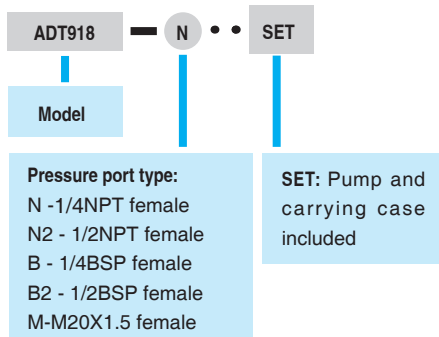 ADT918 — N • • SET
Model
Pressure port type:
N -1/4NPT female
N2 - 1/2NPT female
B - 1/4BSP female
B2 - 1/2BSP female
M-M20X1.5 female
SET: Pump and
carrying case
included